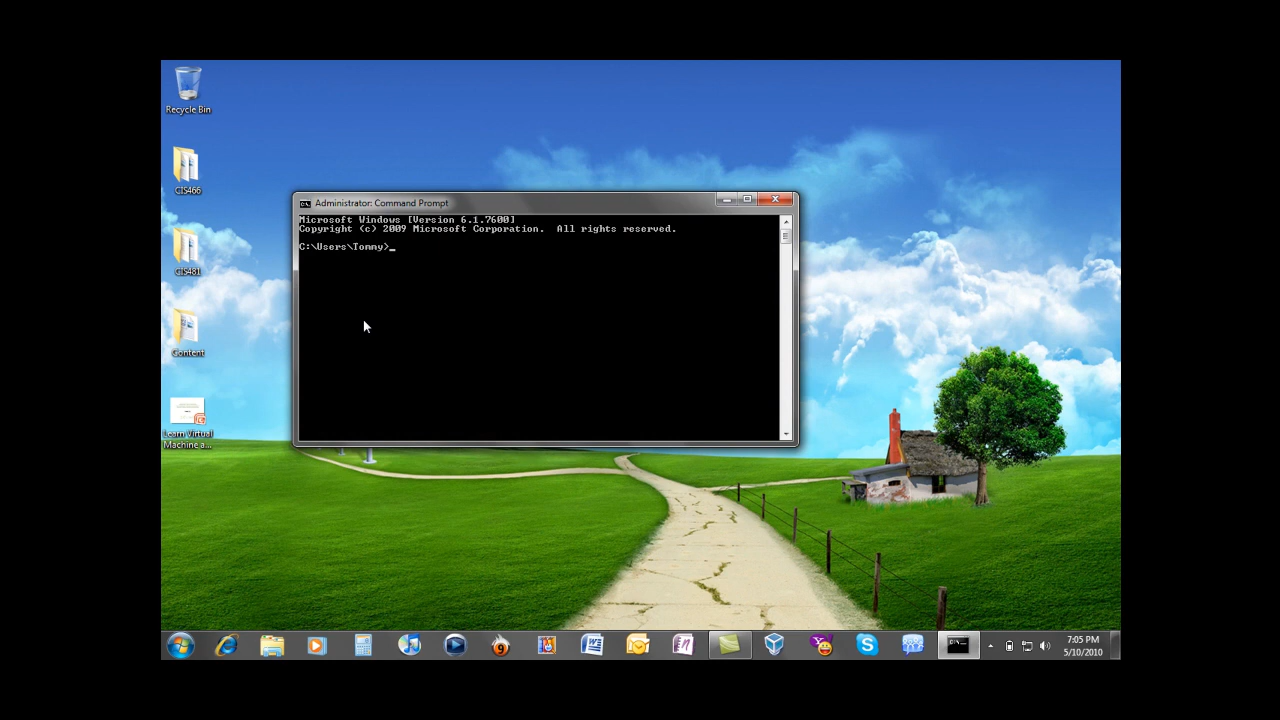 Recycle Bin
CIS466
CIS481
Content
Learn Virtual
Machine a...
Administrator: Command Prompt
Microsoft Windows [Version 6.1.7600]
Copyright (c) 2009 Microsoft Corporation.  All rights reserved.
C:\Users\Tommy>_
7:05 PM
5/10/2010